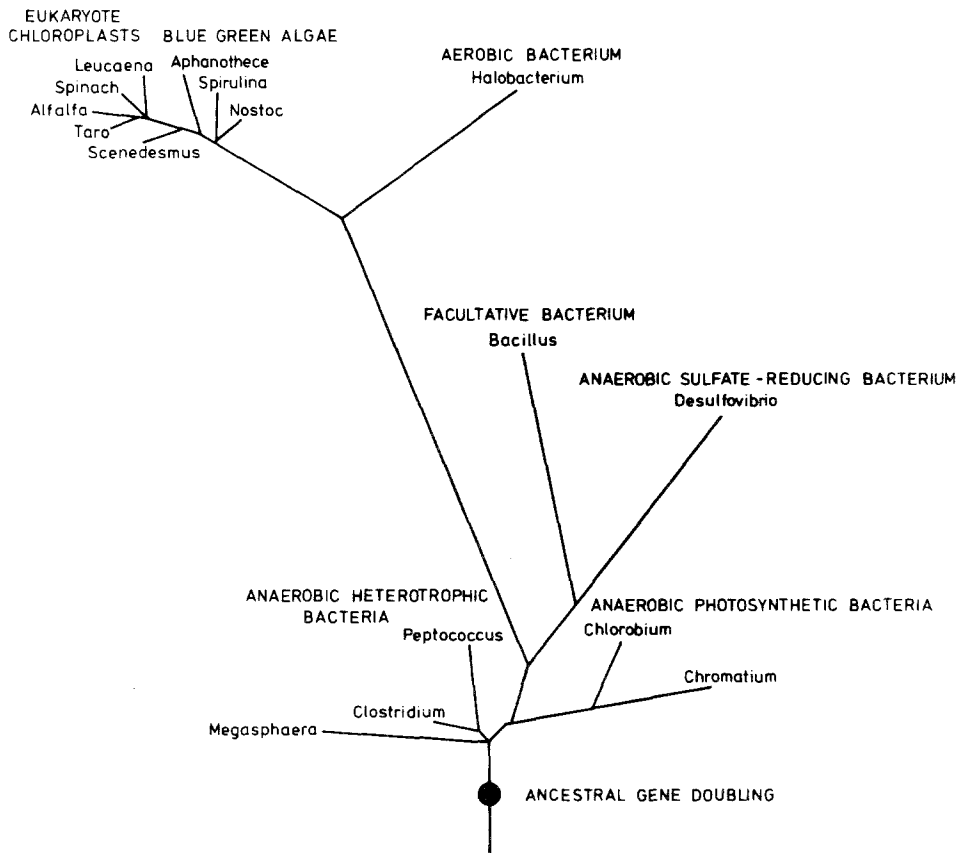 EUKARYOTE
CHLOROPLASTS BLUE GREEN ALGAE
Leucaena
Aphanothece
Spinach
Spirulina
Alfalfa
Nostoc
Taro
Scenedesmus
AEROBIC BACTERIUM
Halobacterium
FACULTATIVE BACTERIUM
Bacillus
ANAEROBIC SULFATE-REDUCING BACTERIUM
Desulfovibrio
ANAEROBIC HETEROTROPHIC
BACTERIA
Peptococcus
ANAEROBIC PHOTOSYNTHETIC BACTERIA
Chlorobium
Chromatium
Clostridium
Megasphaera
ANCESTRAL GENE DOUBLING